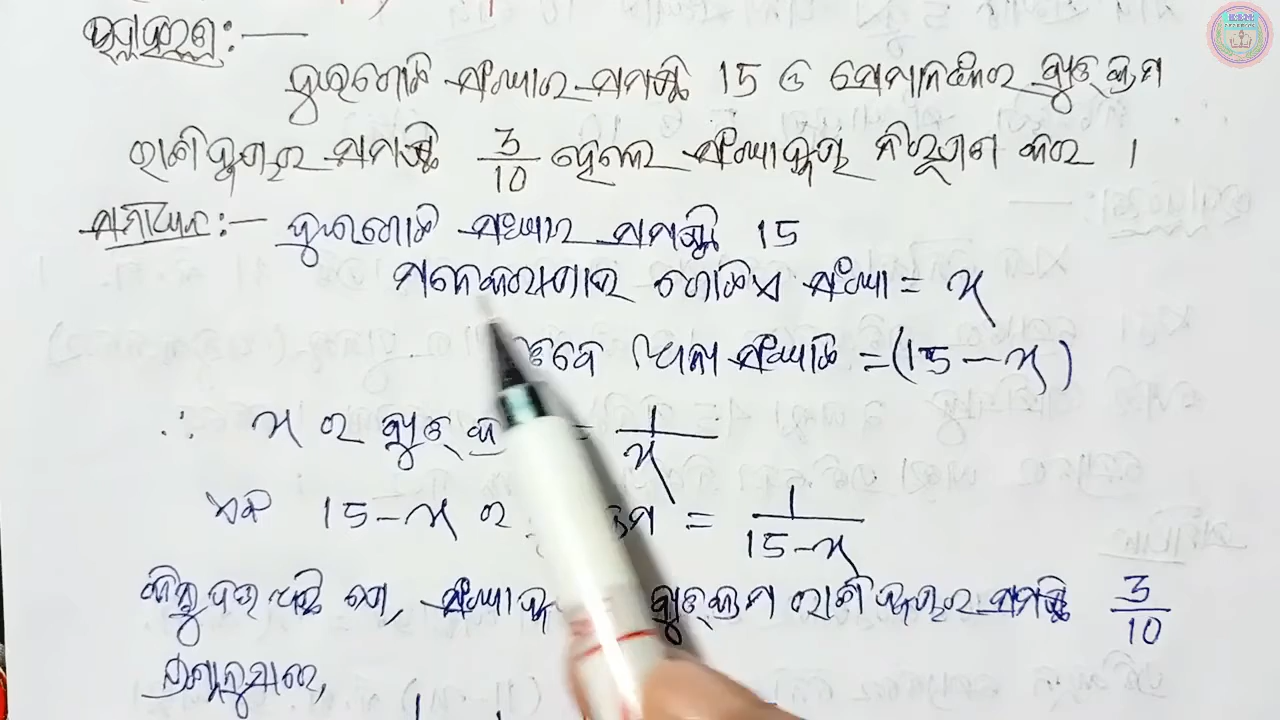 ଉଦାହରଣ:—
ଦୁଇଗୋଟି ସଂଖ୍ୟାର ସମଷ୍ଟି 15 ଓ ସେମାନଙ୍କର ବ୍ୟୁତ୍କ୍ରମ
ରାଶିଦ୍ୱୟର ସମଷ୍ଟି 3/10 ହେଲେ ସଂଖ୍ୟାଦ୍ୱୟ ନିରୂପଣ କର ।
ସମାଧାନ:— ଦୁଇଗୋଟି ସଂଖ୍ୟାର ସମଷ୍ଟି 15
ମନେକରାଯାଉ ଗୋଟିଏ ସଂଖ୍ୟା = x
ଅନ୍ୟ ସଂଖ୍ୟାଟି = (15 – x)
∴ x ର = 1/x
ଏବଂ 15 – x ର = 1/(15 – x)
କିନ୍ତୁ ଦତ୍ତ ଅଛି ଯେ, ବ୍ୟୁତ୍କ୍ରମ ରାଶିଦ୍ୱୟର ସମଷ୍ଟି 3/10
ପ୍ରଶ୍ନାନୁସାରେ,